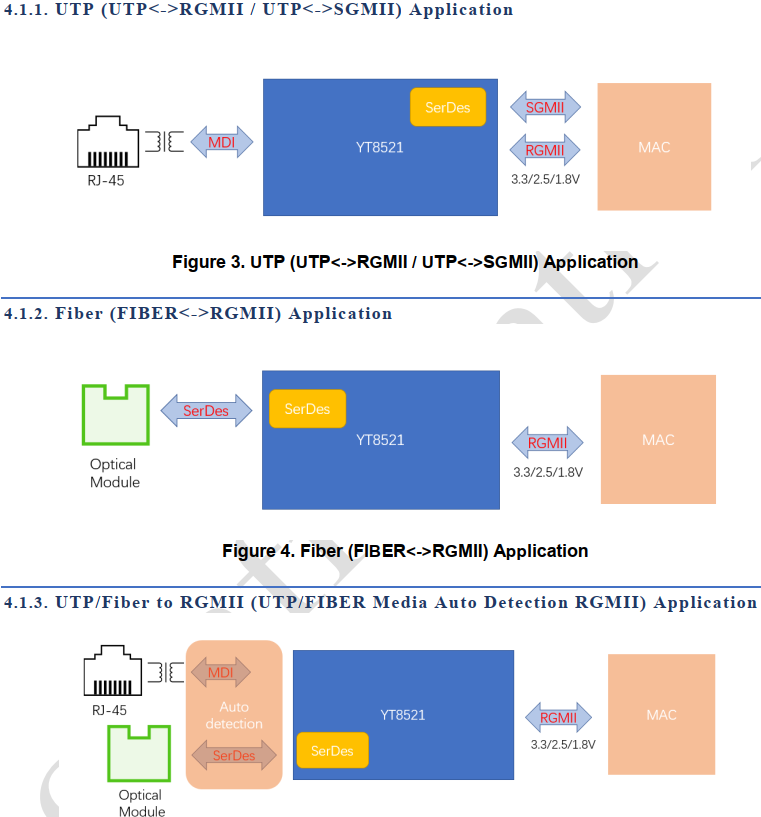 4.1.1. UTP (UTP<->RGMII / UTP<->SGMII) Application
SerDes
SGMII
MDI
YT8521
RGMII
MAC
RJ-45
3.3/2.5/1.8V
Figure 3. UTP (UTP<->RGMII / UTP<->SGMII) Application
4.1.2. Fiber (FIBER<->RGMII) Application
SerDes
SerDes
YT8521
RGMII
MAC
Optical
Module
3.3/2.5/1.8V
Figure 4. Fiber (FIBER<->RGMII) Application
4.1.3. UTP/Fiber to RGMII (UTP/FIBER Media Auto Detection RGMII) Application
MDI
RJ-45
Auto
detection
YT8521
RGMII
MAC
3.3/2.5/1.8V
SerDes
SerDes
Optical
Module